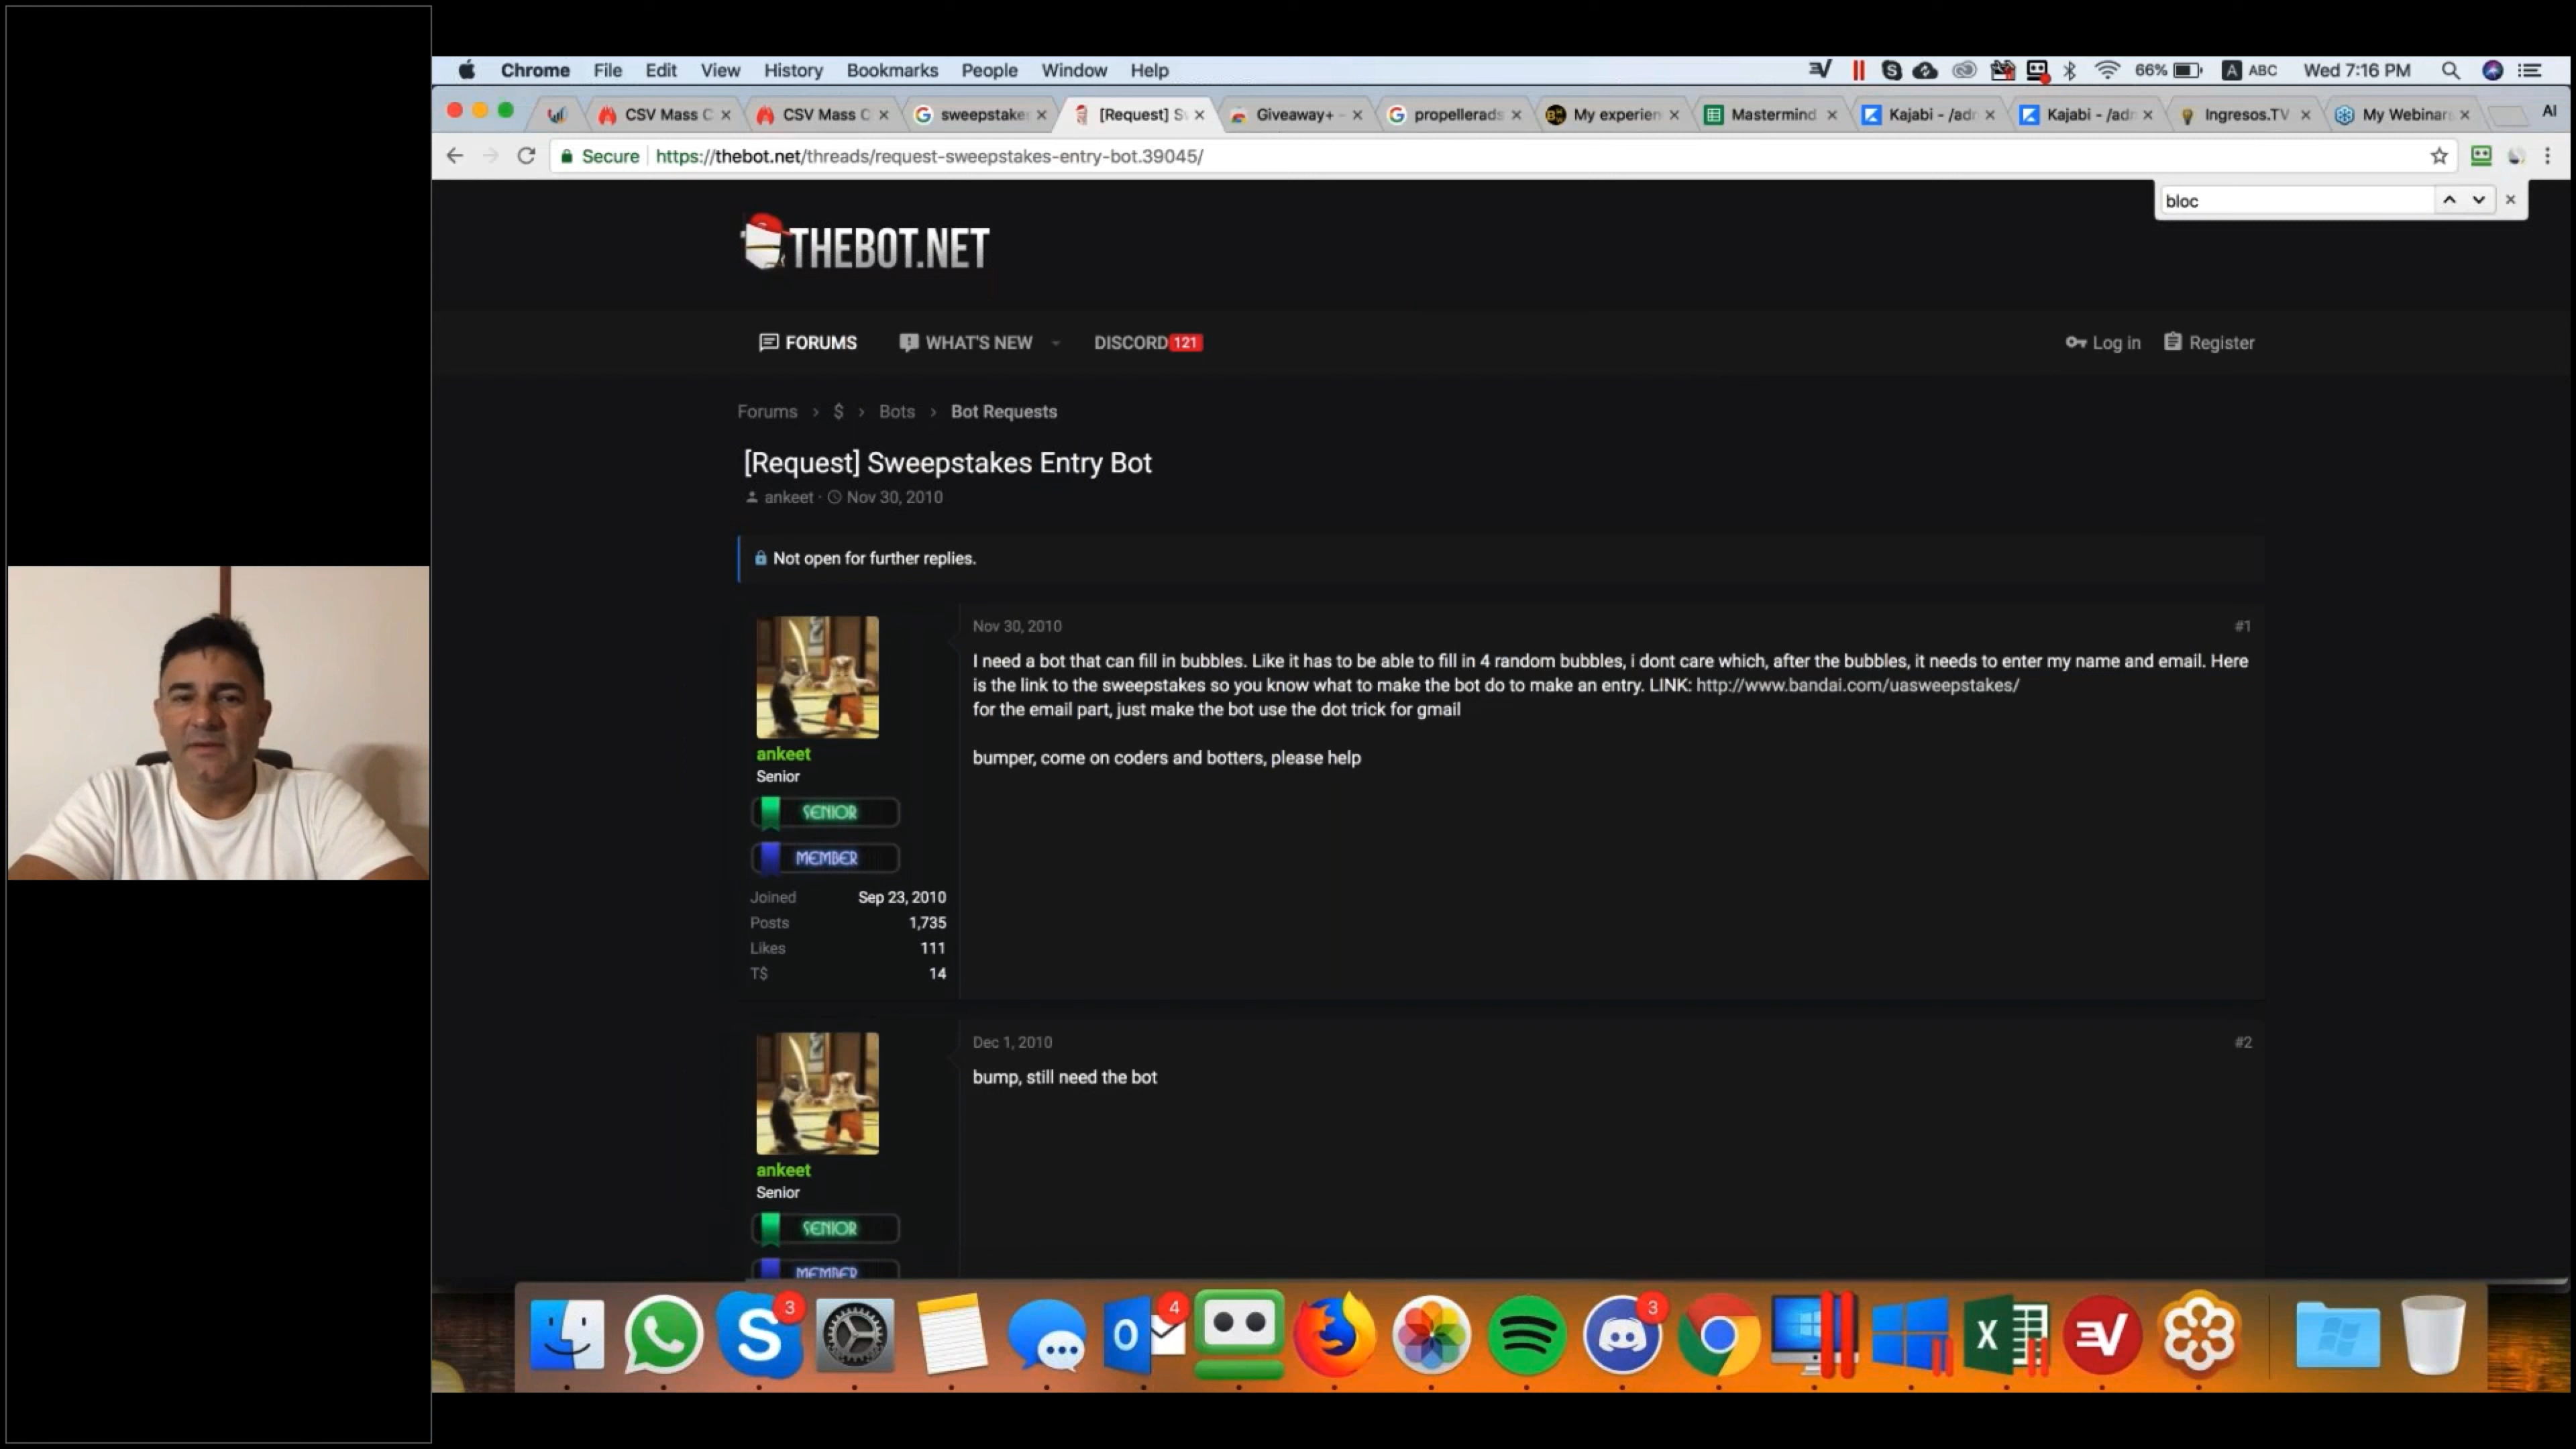 Chrome File Edit View History Bookmarks People Window Help 66% A ABC Wed 7:16 PM
CSV Mass C CSV Mass C sweepstake [Request] S Giveaway+ - propellerads My experien Mastermind Kajabi - /adm Kajabi - /adm Ingresos.TV My Webinar Al
Secure https://thebot.net/threads/request-sweepstakes-entry-bot.39045/
bloc
THEBOT.NET
FORUMS WHAT'S NEW DISCORD 121 Log in Register
Forums > $ > Bots > Bot Requests
[Request] Sweepstakes Entry Bot
ankeet · Nov 30, 2010
Not open for further replies.
Nov 30, 2010 #1
I need a bot that can fill in bubbles. Like it has to be able to fill in 4 random bubbles, i dont care which, after the bubbles, it needs to enter my name and email. Here
is the link to the sweepstakes so you know what to make the bot do to make an entry. LINK: http://www.bandai.com/uasweepstakes/
for the email part, just make the bot use the dot trick for gmail
bumper, come on coders and botters, please help
ankeet
Senior
SENIOR
MEMBER
Joined Sep 23, 2010
Posts 1,735
Likes 111
T$ 14
Dec 1, 2010 #2
bump, still need the bot
ankeet
Senior
SENIOR
MEMBER
3 4 3